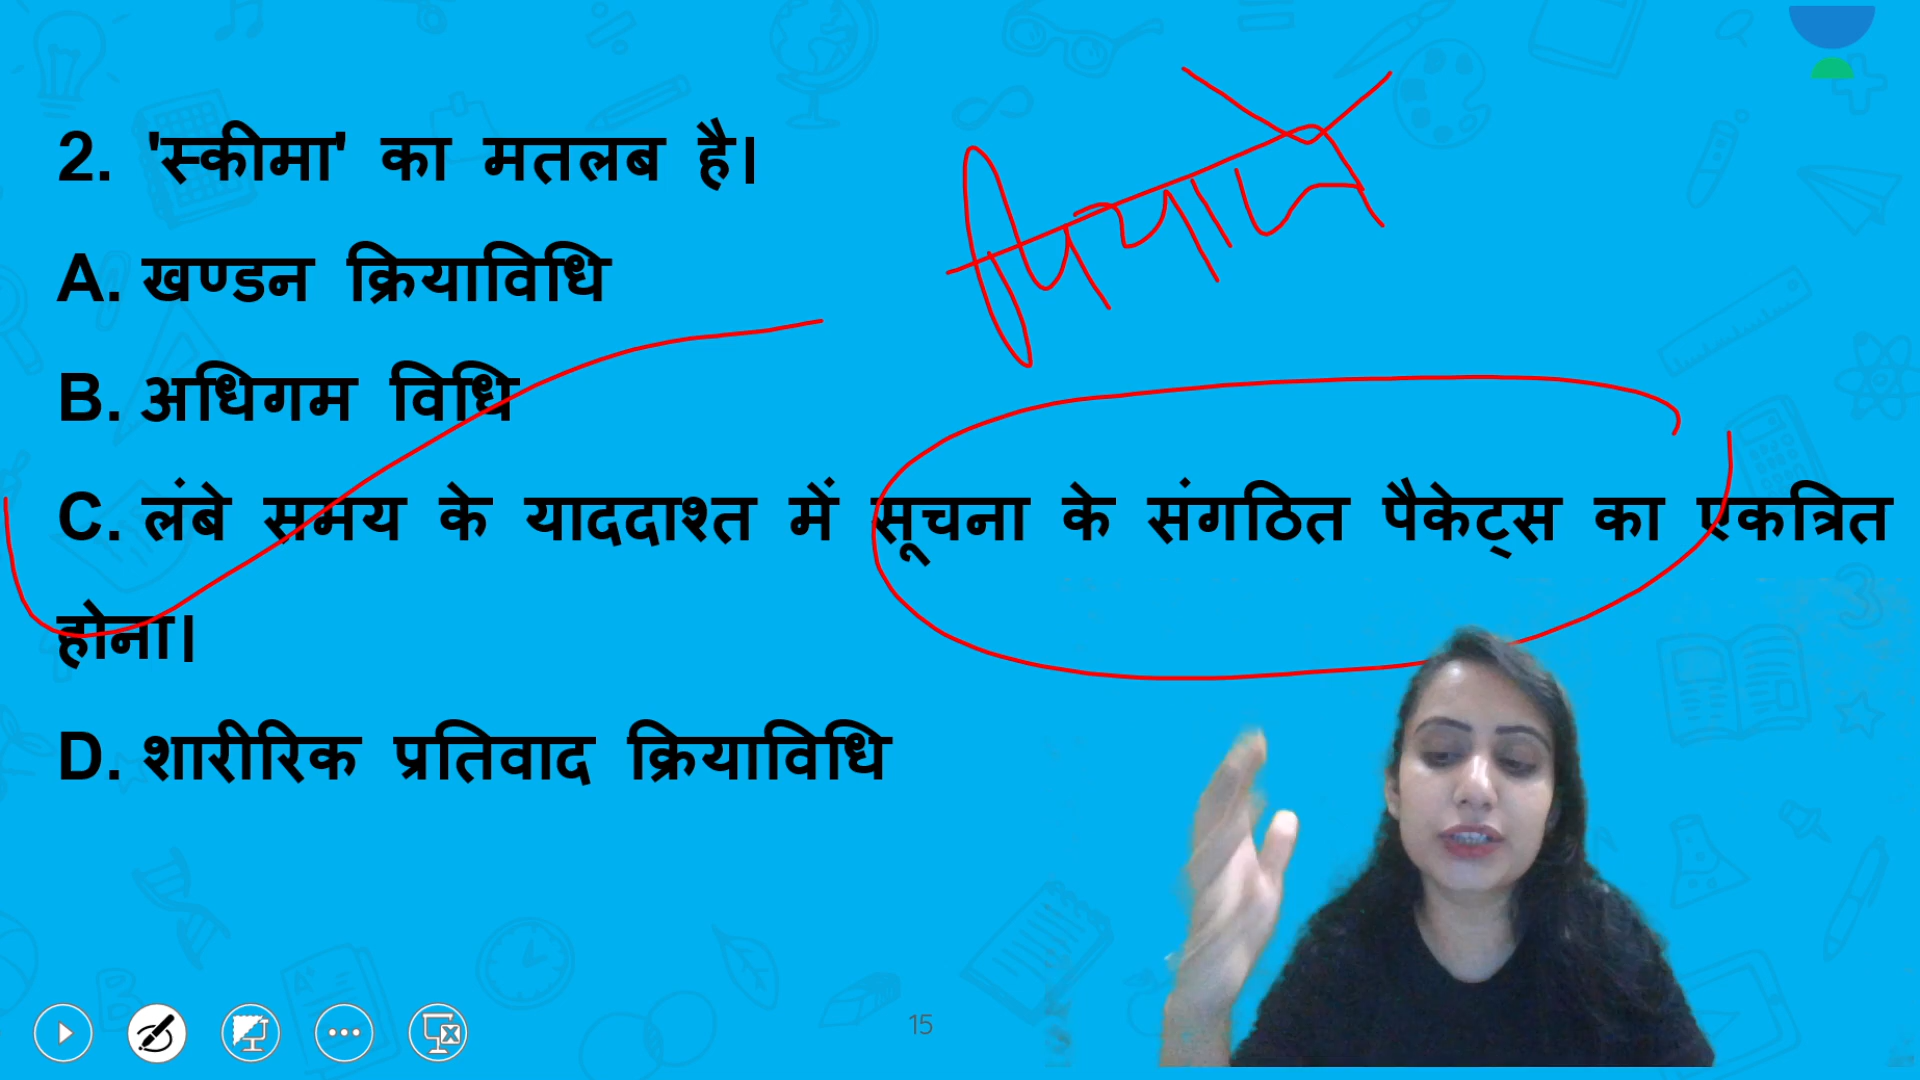 2. 'स्कीमा' का मतलब है।
A. खण्डन क्रियाविधि
B. अधिगम विधि
C. लंबे समय के याददाश्त में सूचना के संगठित पैकेट्स का एकत्रित
होना।
D. शारीरिक प्रतिवाद क्रियाविधि
15